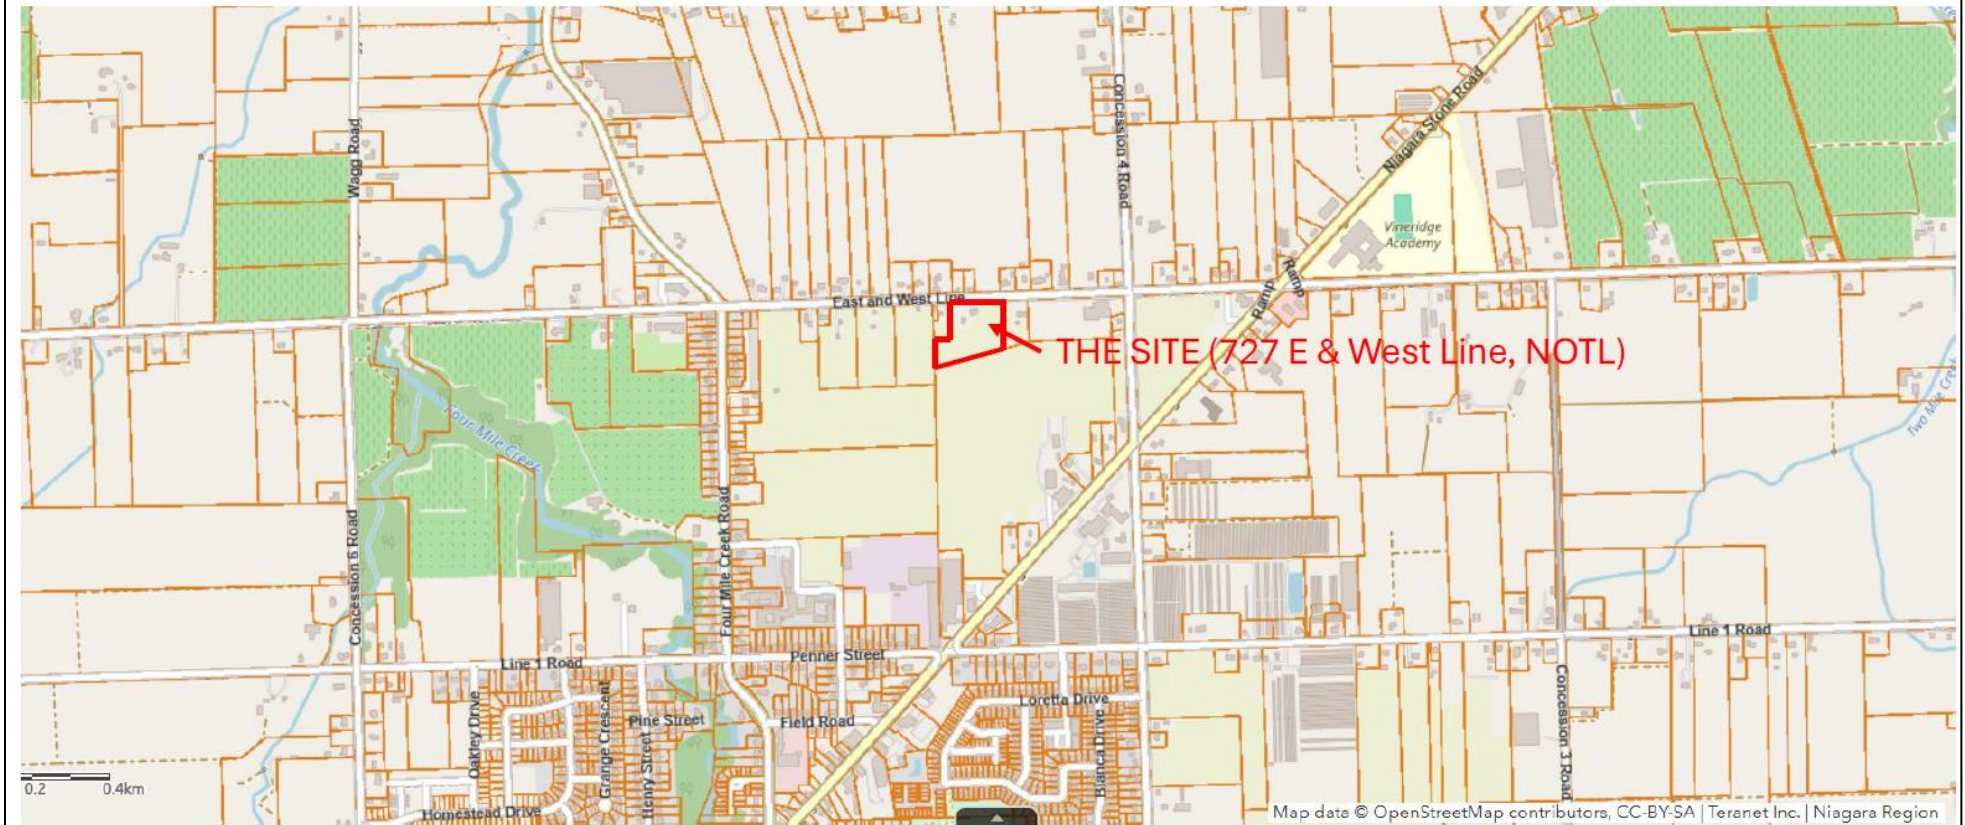 Wagg Road
Concession 4 Road
Niagara Stone Road
Vineridge
Academy
Ramp
Ramp
East and West Line
THE SITE (727 E & West Line, NOTL)
Four Mile Creek
Two Mile Creek
Concession 6 Road
Four Mile Creek Road
Line 1 Road
Penner Street
Line 1 Road
Oakley Drive
Grange Crescent
Henry Street
Pine Street
Field Road
Loretta Drive
Bianca Drive
Concession 3 Road
Homestead Drive
0.2 0.4km
Map data © OpenStreetMap contributors, CC-BY-SA | Teranet Inc. | Niagara Region